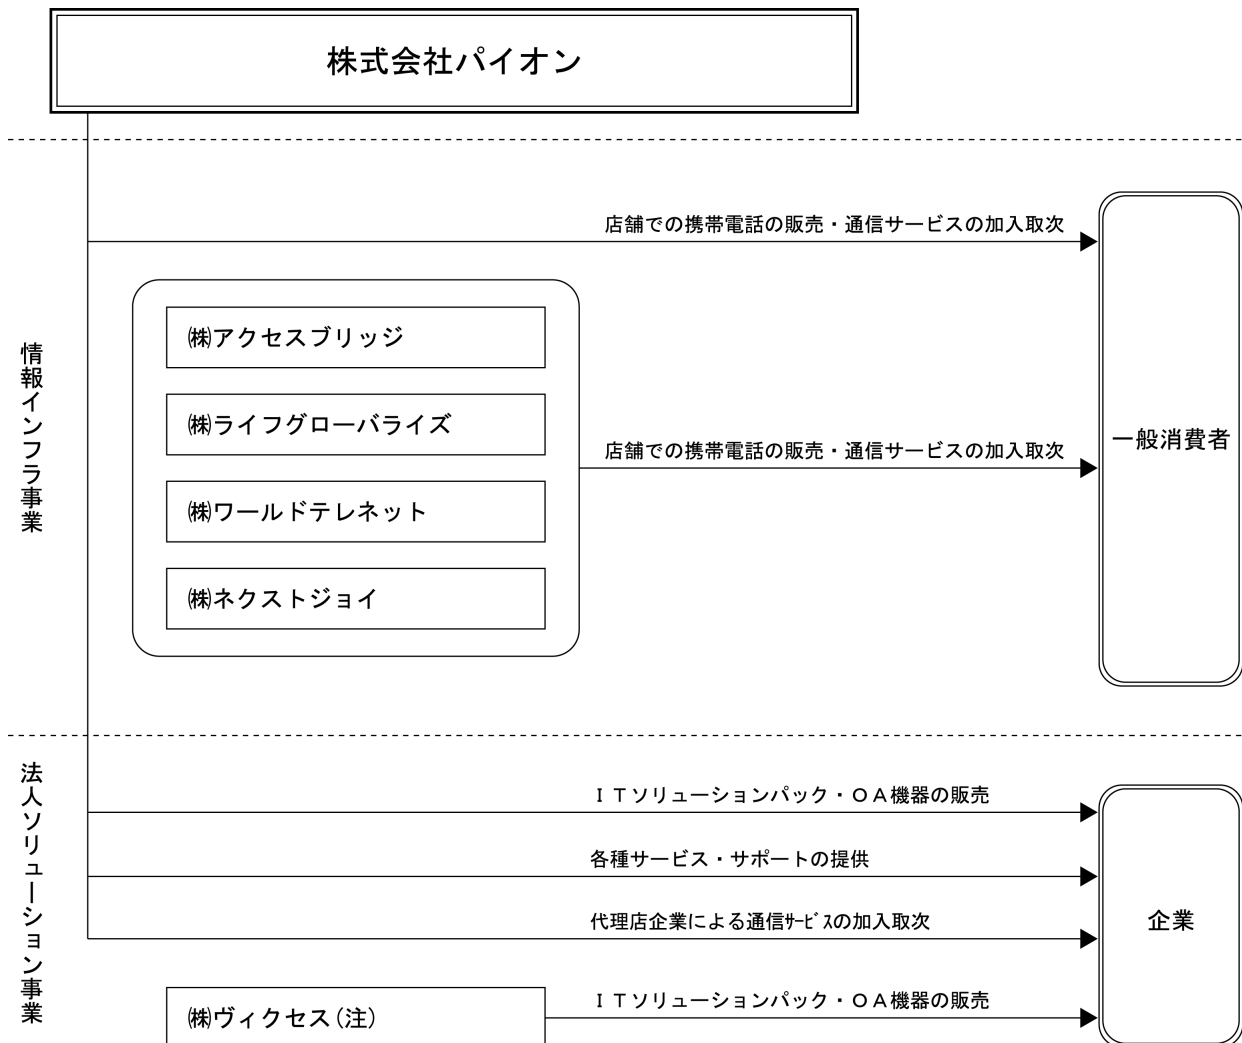 株式会社パイオン
情報インフラ事業
店舗での携帯電話の販売・通信サービスの加入取次
㈱アクセスブリッジ
㈱ライフグローバライズ
㈱ワールドテレネット
㈱ネクストジョイ
店舗での携帯電話の販売・通信サービスの加入取次
一般消費者
法人ソリューション事業
ＩＴソリューションパック・ＯＡ機器の販売
各種サービス・サポートの提供
代理店企業による通信ｻｰﾋﾞｽの加入取次
㈱ヴィクセス(注)
ＩＴソリューションパック・ＯＡ機器の販売
企業